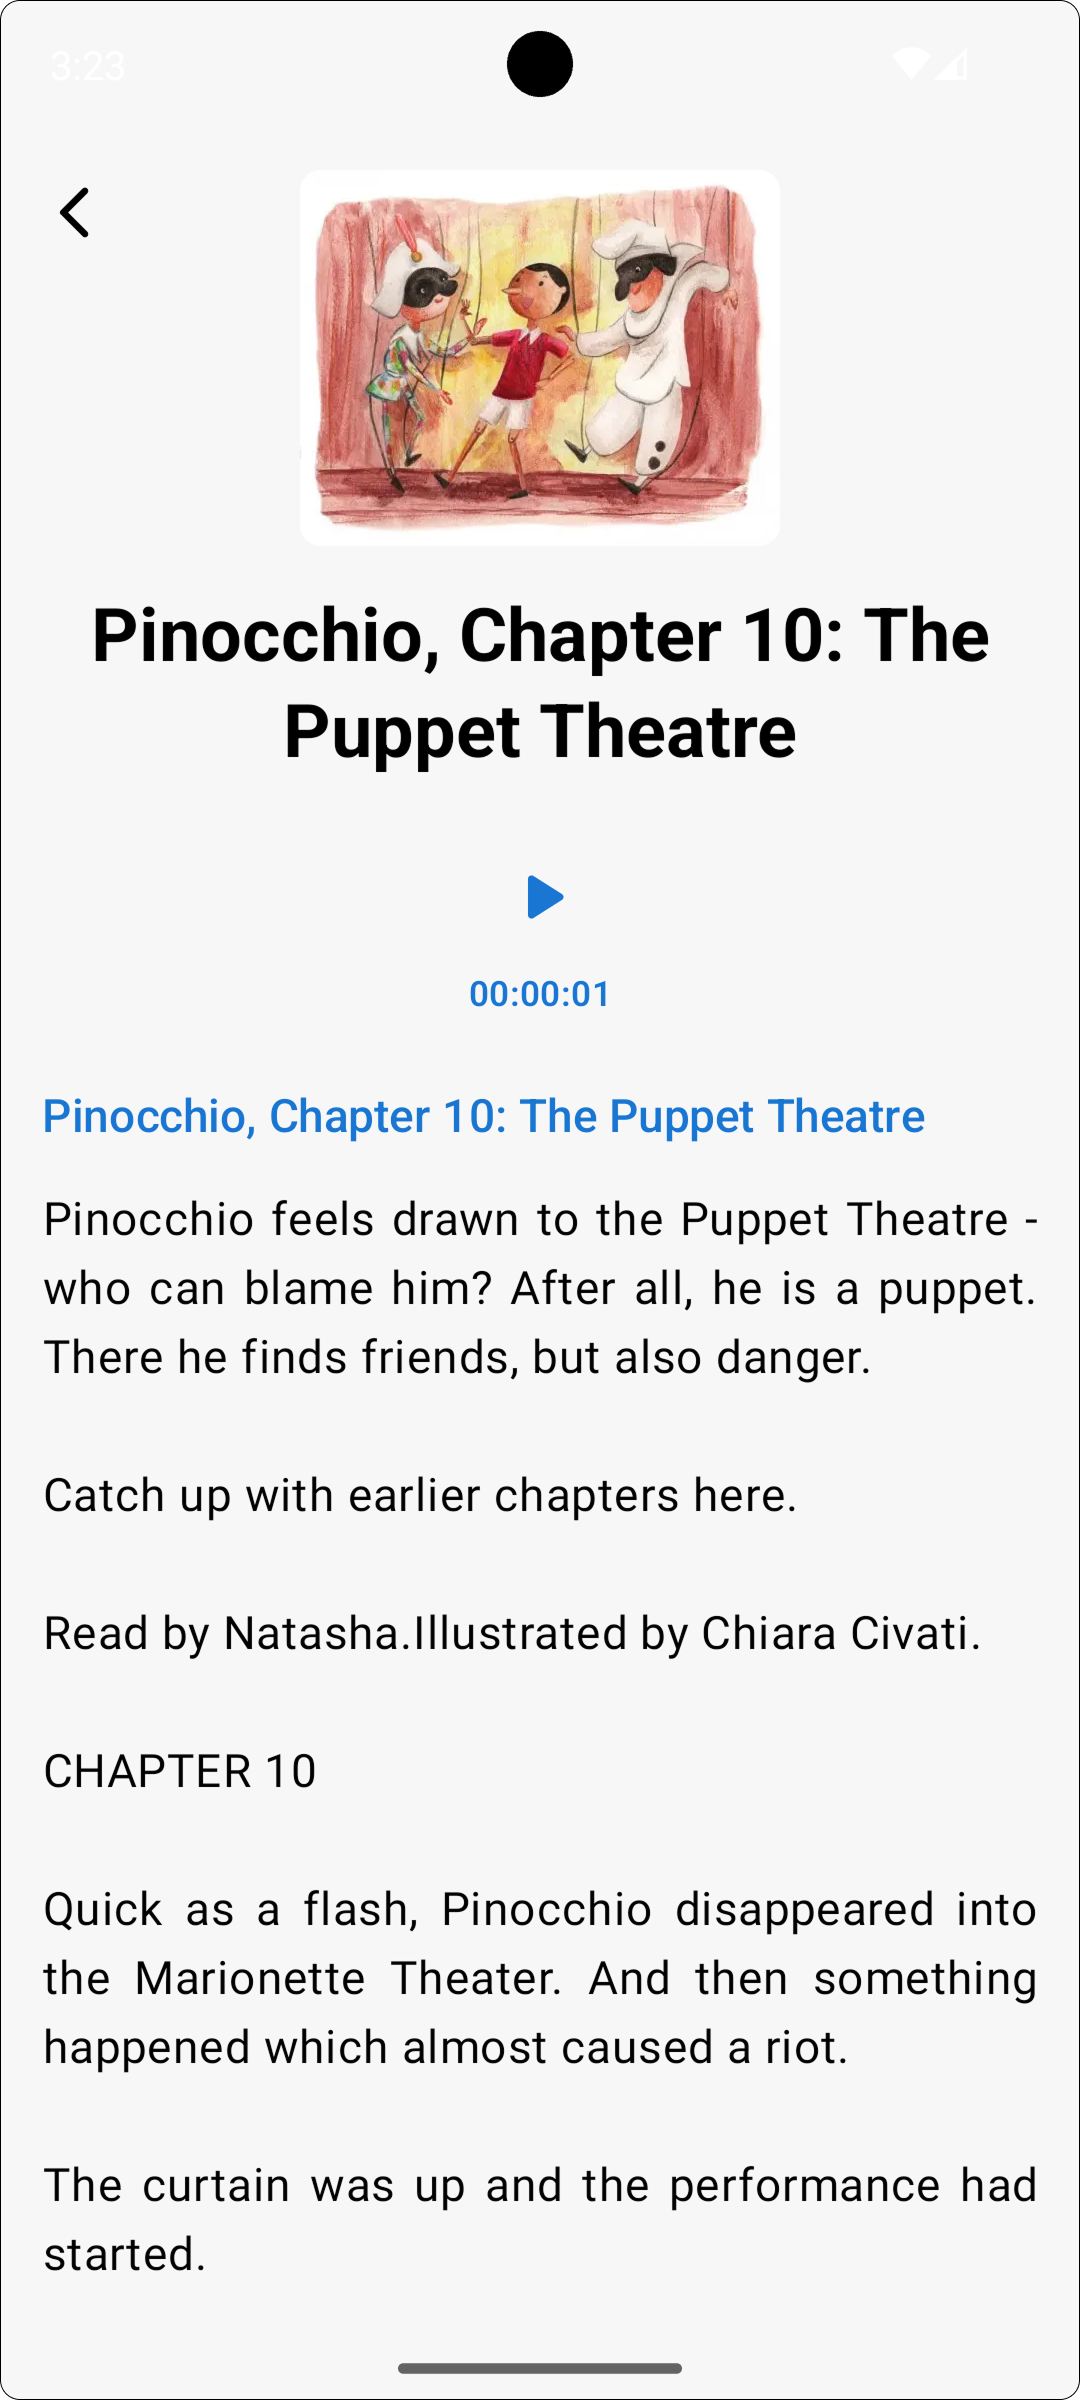 3:23
Pinocchio, Chapter 10: The
Puppet Theatre
00:00:01
Pinocchio, Chapter 10: The Puppet Theatre
Pinocchio feels drawn to the Puppet Theatre -
who can blame him? After all, he is a puppet.
There he finds friends, but also danger.
Catch up with earlier chapters here.
Read by Natasha.Illustrated by Chiara Civati.
CHAPTER 10
Quick as a flash, Pinocchio disappeared into
the Marionette Theater. And then something
happened which almost caused a riot.
The curtain was up and the performance had
started.